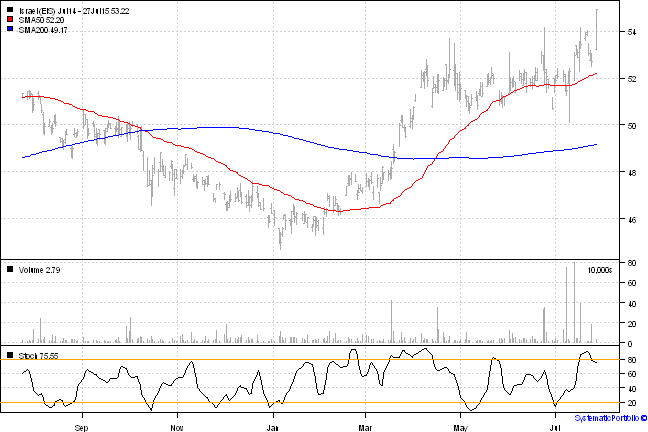 Israel(EIS) Jul14 - 27Jul15 53.22
SMA50 52.20
SMA200 49.17
54
52
50
48
46
Volume 2.79
10,000s
80
60
40
20
0
Stoch 75.55
80
60
40
20
Sep
Nov
Jan
Mar
May
Jul
SystematicPortfolio ©